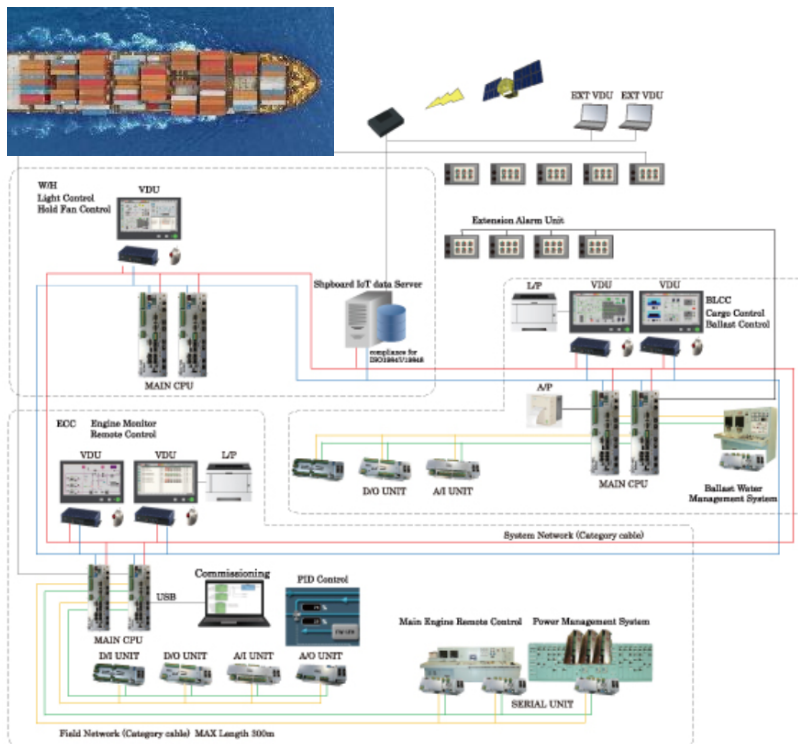 EXT VDU
EXT VDU
W/H
Light Control
Hold Fan Control
VDU
Extension Alarm Unit
Shpboard IoT data Server
compliance for
ISO19847/19848
MAIN CPU
L/P
VDU
VDU
BLCC
Cargo Control
Ballast Control
A/P
D/O UNIT
A/I UNIT
MAIN CPU
Ballast Water
Management System
ECC
Engine Monitor
Remote Control
VDU
VDU
L/P
System Network (Category cable)
MAIN CPU
USB
Commissioning
PID Control
D/I UNIT
D/O UNIT
A/I UNIT
A/O UNIT
Main Engine Remote Control
Power Management System
SERIAL UNIT
Field Network (Category cable) MAX Length 300m